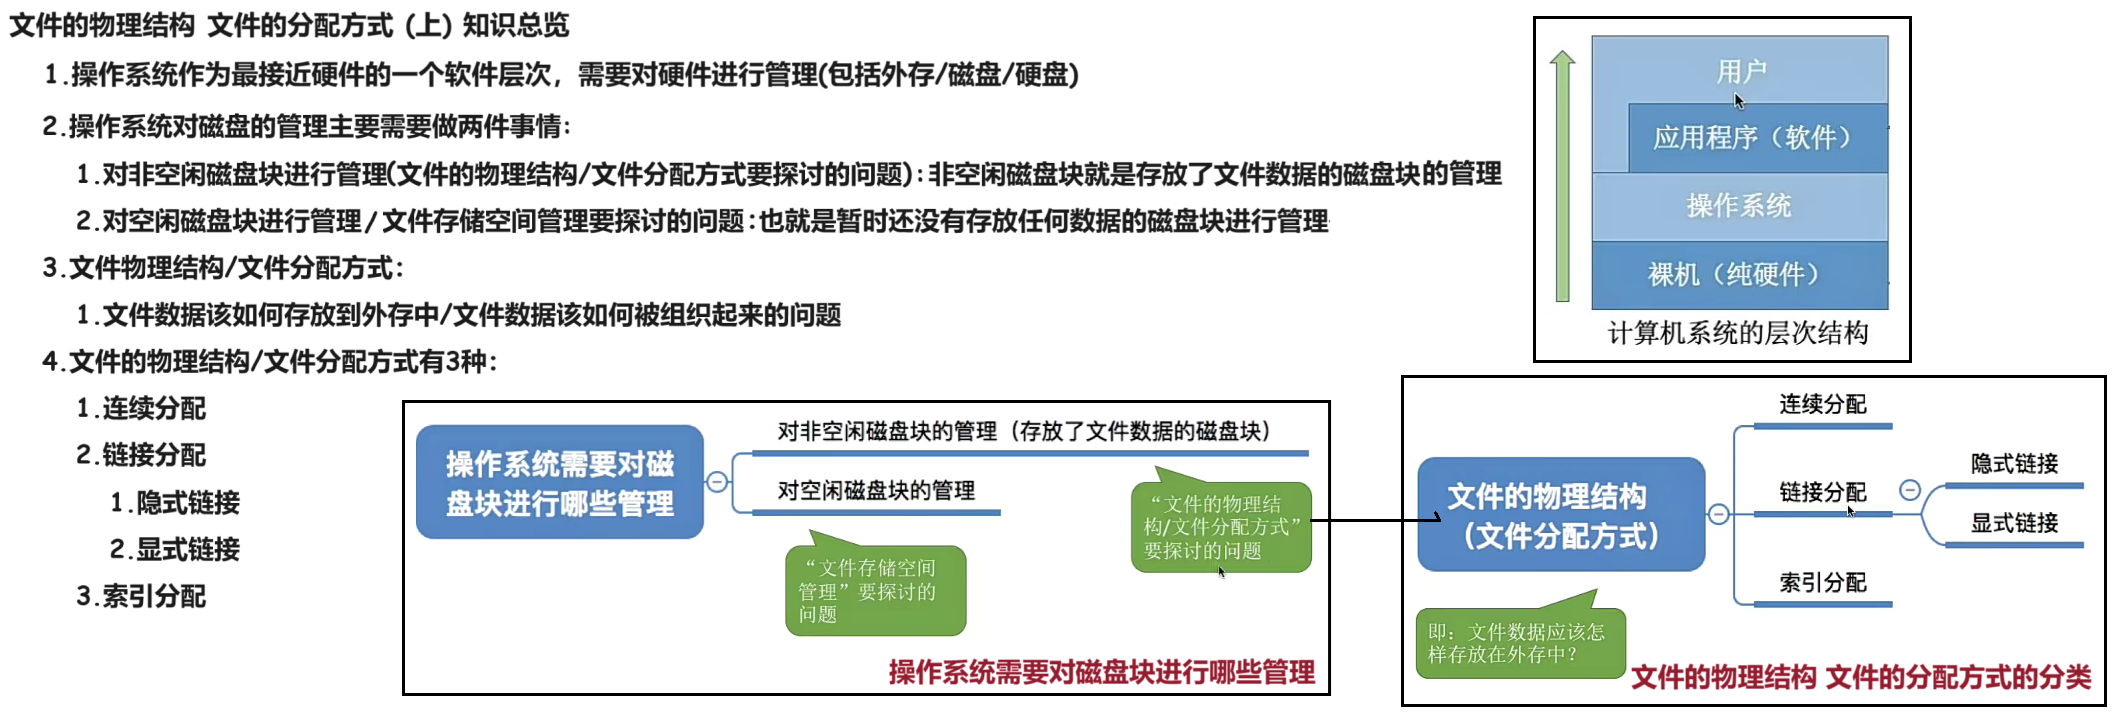 文件的物理结构 文件的分配方式 (上) 知识总览
1.操作系统作为最接近硬件的一个软件层次，需要对硬件进行管理(包括外存/磁盘/硬盘)
2.操作系统对磁盘的管理主要需要做两件事情：
1.对非空闲磁盘块进行管理(文件的物理结构/文件分配方式要探讨的问题)：非空闲磁盘块就是存放了文件数据的磁盘块的管理
2.对空闲磁盘块进行管理/文件存储空间管理要探讨的问题：也就是暂时还没有存放任何数据的磁盘块进行管理
3.文件物理结构/文件分配方式：
1.文件数据该如何存放到外存中/文件数据该如何被组织起来的问题
4.文件的物理结构/文件分配方式有3种：
1.连续分配
2.链接分配
1.隐式链接
2.显式链接
3.索引分配
用户
应用程序（软件）
操作系统
裸机（纯硬件）
计算机系统的层次结构
操作系统需要对磁
盘块进行哪些管理
对非空闲磁盘块的管理（存放了文件数据的磁盘块）
对空闲磁盘块的管理
“文件的物理结
构/文件分配方式”
要探讨的问题
“文件存储空间
管理”要探讨的
问题
操作系统需要对磁盘块进行哪些管理
文件的物理结构
（文件分配方式）
连续分配
链接分配
隐式链接
显式链接
索引分配
即：文件数据应该怎
样存放在外存中？
文件的物理结构 文件的分配方式的分类